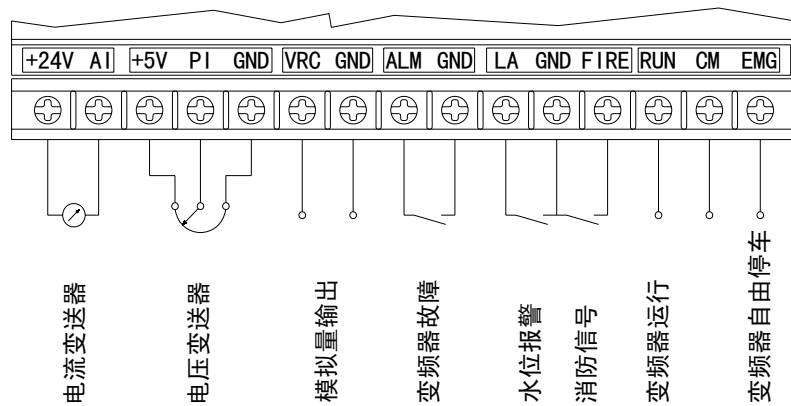 +24V AI +5V PI GND VRC GND ALM GND LA GND FIRE RUN CM EMG
电流变送器
电压变送器
模拟量输出
变频器故障
水位报警
消防信号
变频器运行
变频器自由停车